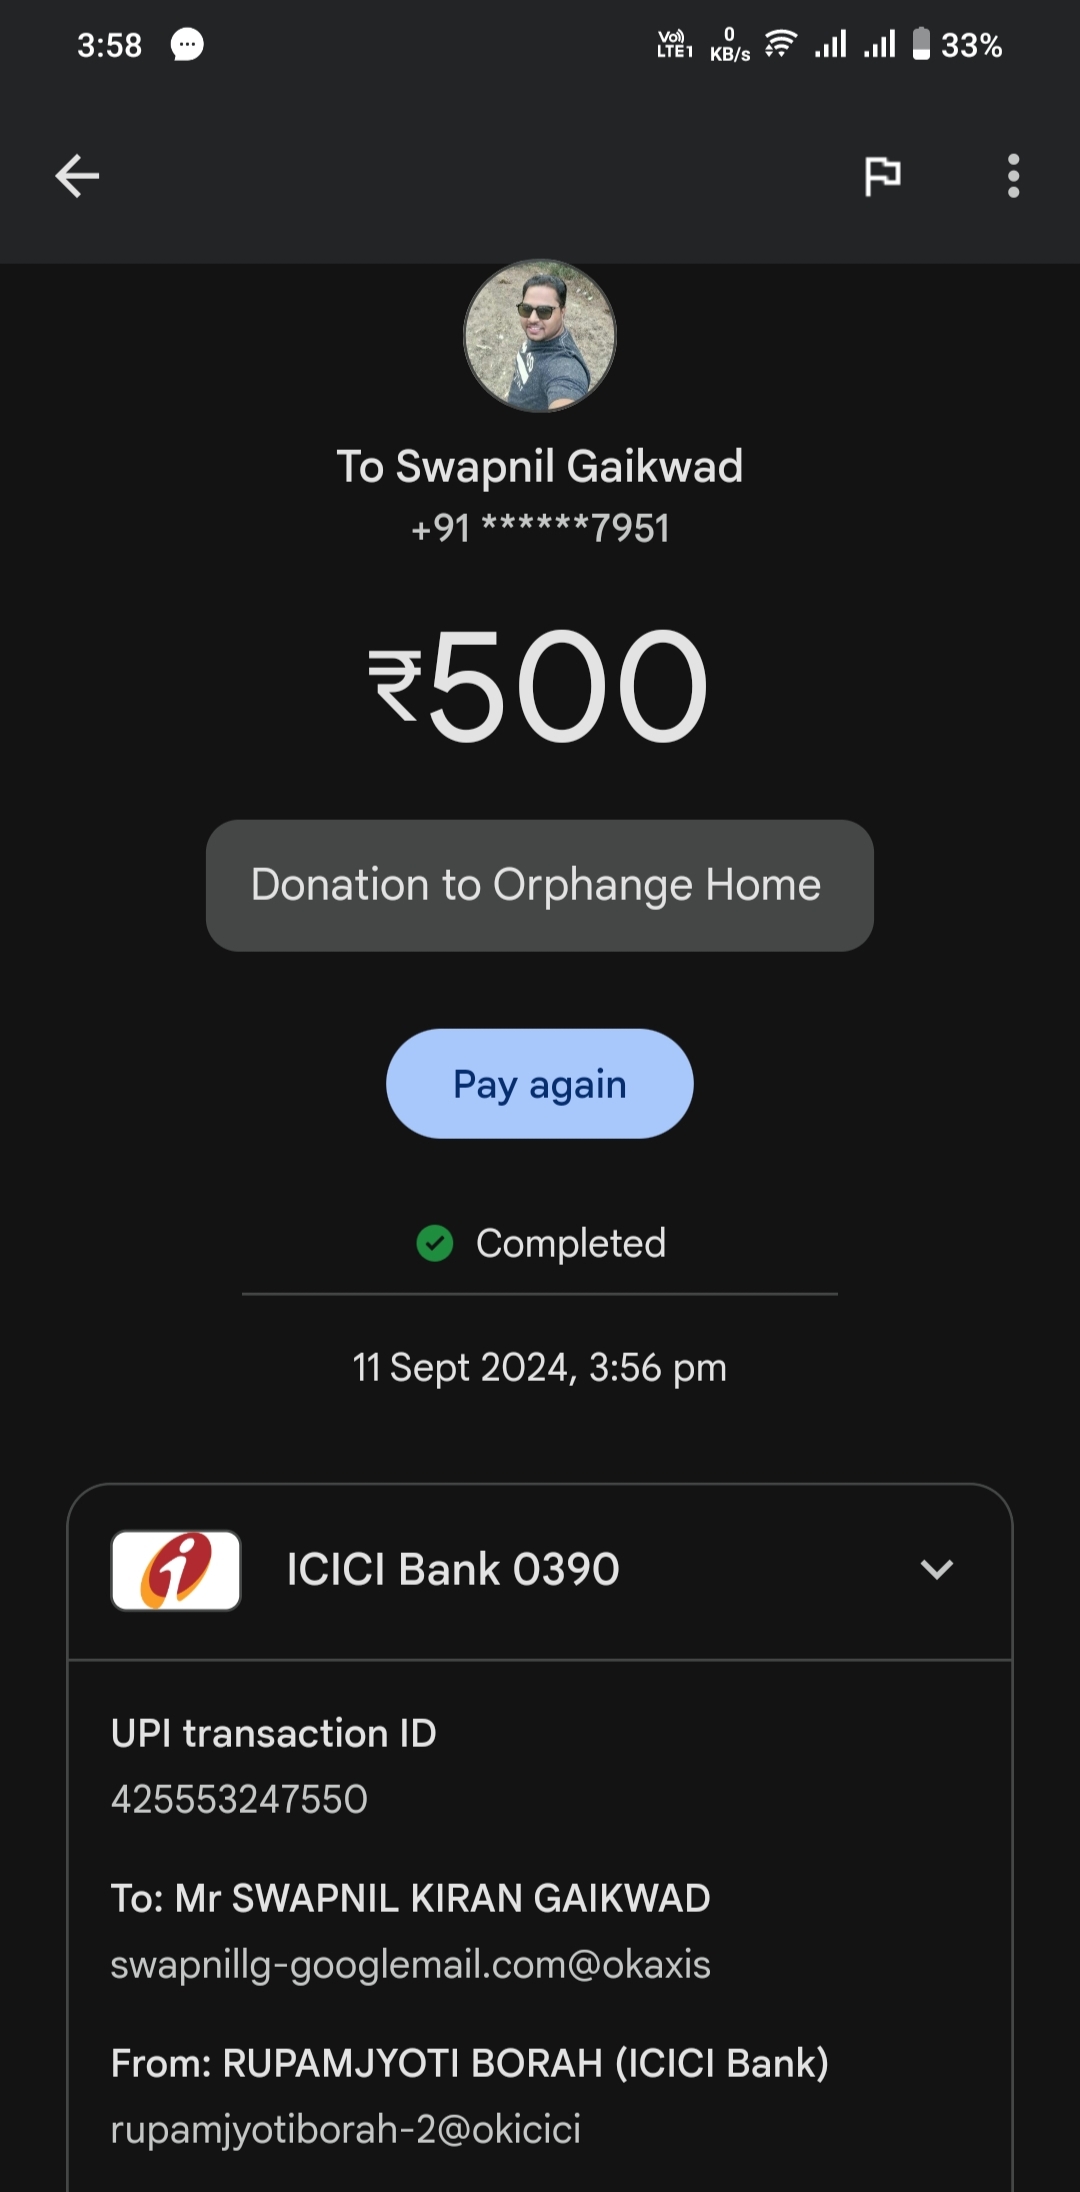 3:58
Vo)) LTE1 0 KB/s 33%
To Swapnil Gaikwad
+91 ******7951
₹500
Donation to Orphange Home
Pay again
Completed
11 Sept 2024, 3:56 pm
ICICI Bank 0390
UPI transaction ID
425553247550
To: Mr SWAPNIL KIRAN GAIKWAD
swapnillg-googlemail.com@okaxis
From: RUPAMJYOTI BORAH (ICICI Bank)
rupamjyotiborah-2@okicici